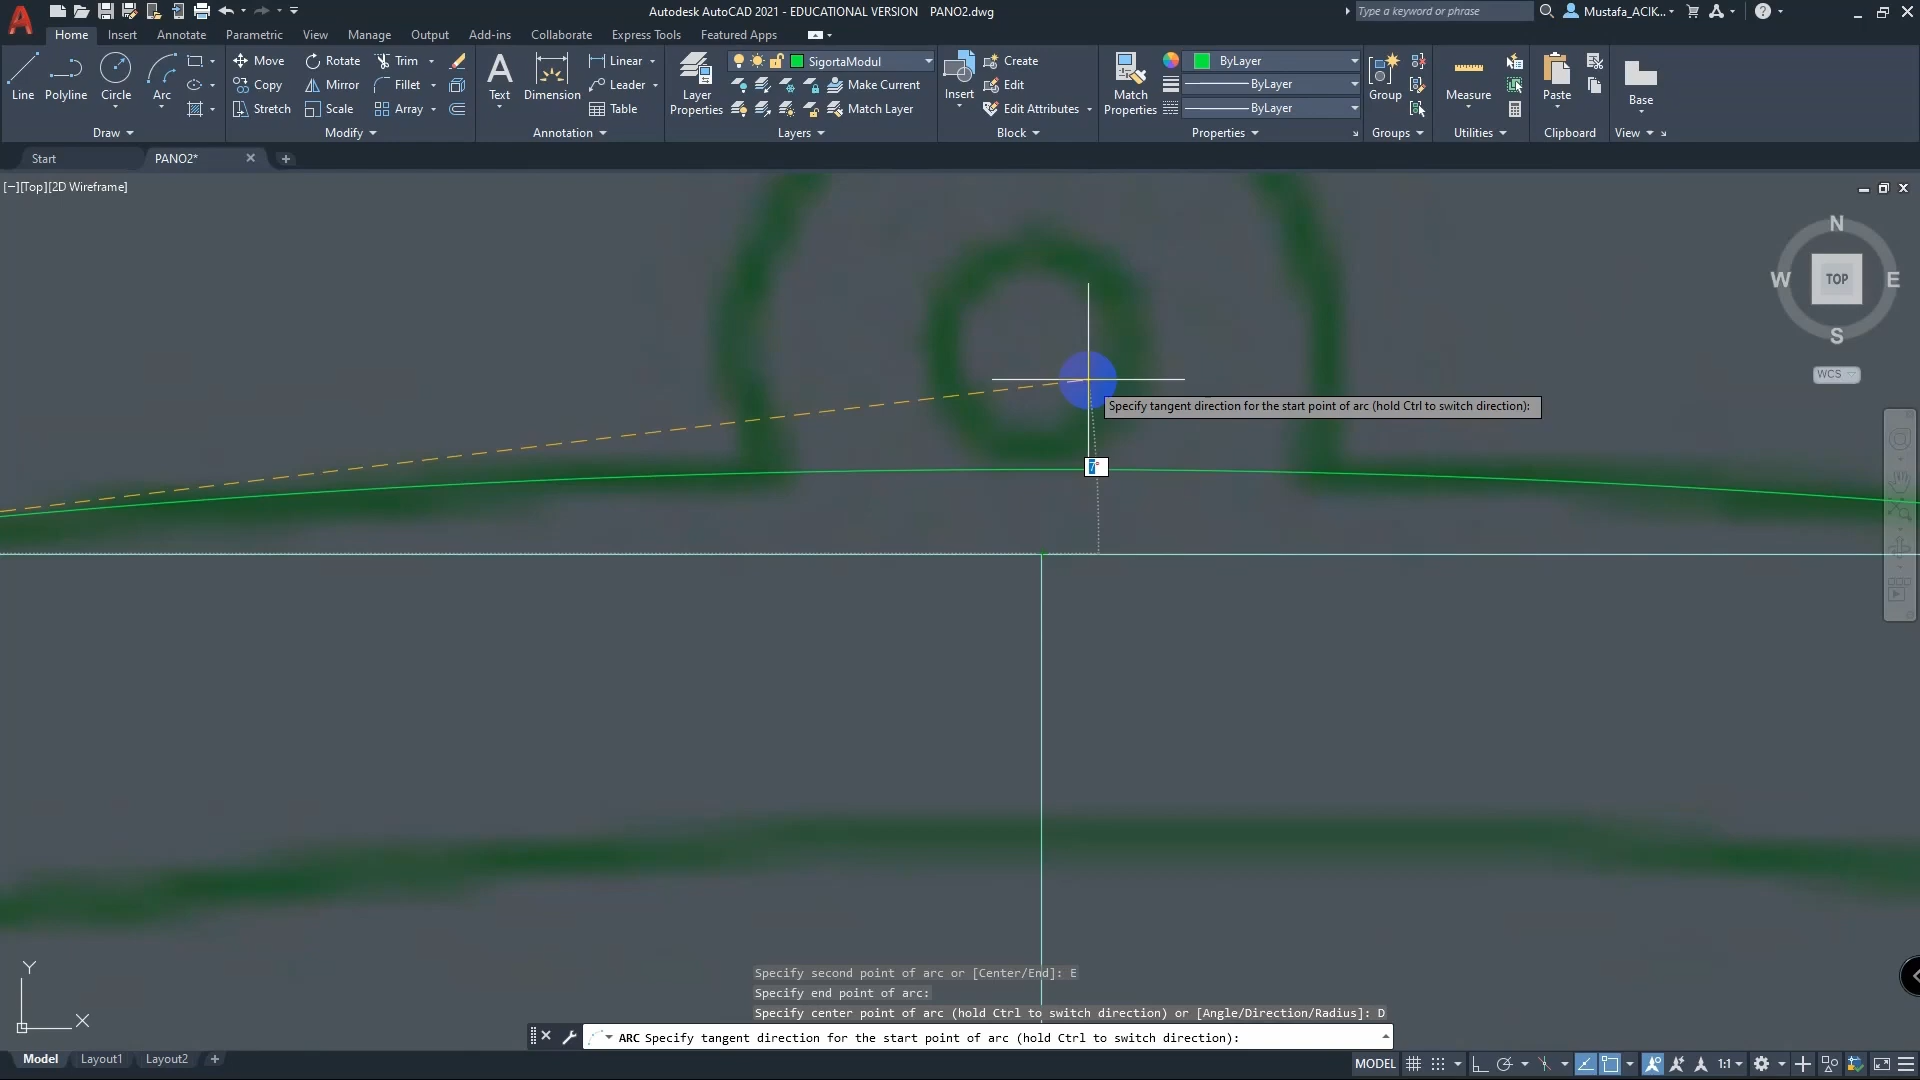 Autodesk AutoCAD 2021 - EDUCATIONAL VERSION PANO2.dwg
Type a keyword or phrase
Mustafa_ACIK...
Home Insert Annotate Parametric View Manage Output Add-ins Collaborate Express Tools Featured Apps
Line Polyline Circle Arc
Move Rotate Trim
Copy Mirror Fillet
Stretch Scale Array
Text Dimension
Linear
Leader
Table
Layer Properties
SigortaModul
Make Current
Match Layer
Insert
Create
Edit
Edit Attributes
Match Properties
ByLayer
ByLayer
ByLayer
Group
Measure
Paste
Base
Draw Modify Annotation Layers Block Properties Groups Utilities Clipboard View
Start PANO2*
[−][Top][2D Wireframe]
N
W TOP E
S
WCS
Specify tangent direction for the start point of arc (hold Ctrl to switch direction):
7°
Y
X
Specify second point of arc or [Center/End]: E
Specify end point of arc:
Specify center point of arc (hold Ctrl to switch direction) or [Angle/Direction/Radius]: D
ARC Specify tangent direction for the start point of arc (hold Ctrl to switch direction):
Model Layout1 Layout2
MODEL 1:1